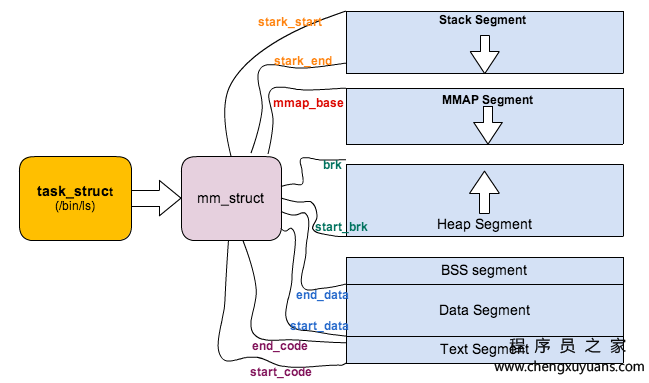 stark_start
Stack Segment
stark_end
mmap_base
MMAP Segment
brk
task_struct
(/bin/ls)
mm_struct
start_brk
Heap Segment
BSS segment
end_data
Data Segment
start_data
end_code
Text Segment
程序员之家
www.chengxuyuans.com
start_code